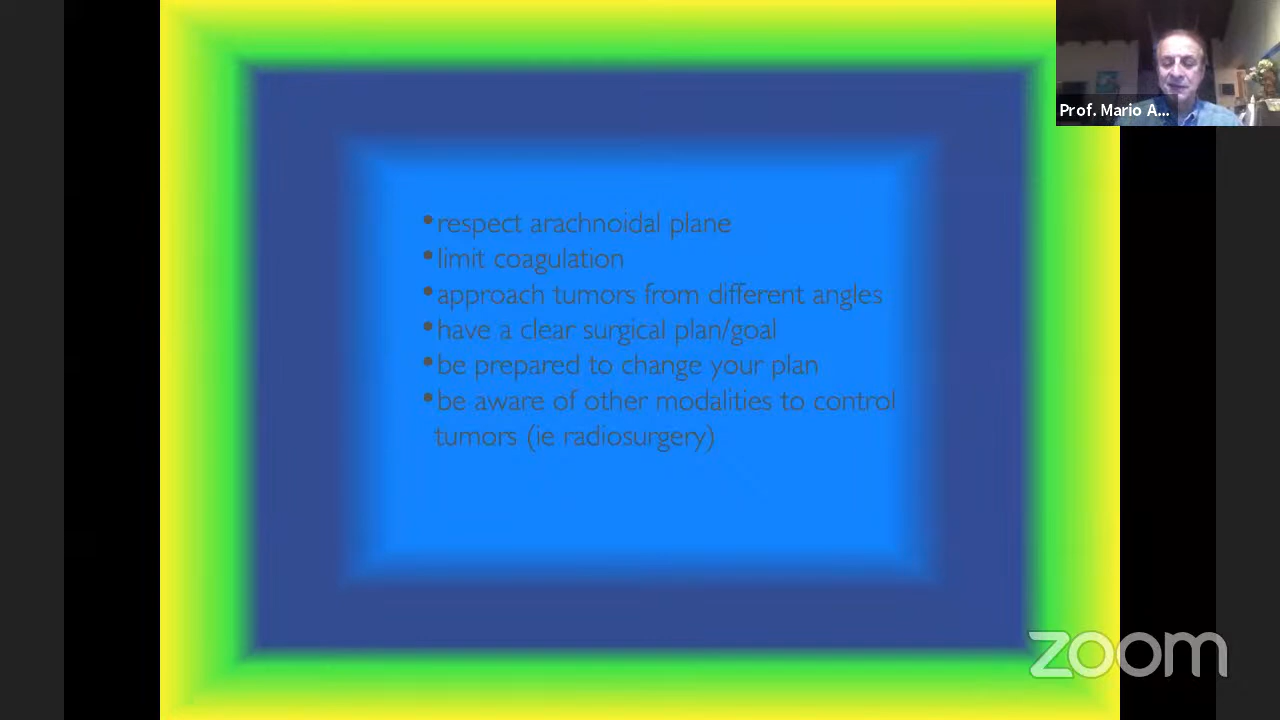 Prof. Mario A...
•respect arachnoidal plane
•limit coagulation
•approach tumors from different angles
•have a clear surgical plan/goal
•be prepared to change your plan
•be aware of other modalities to control
tumors (ie radiosurgery)
zoom